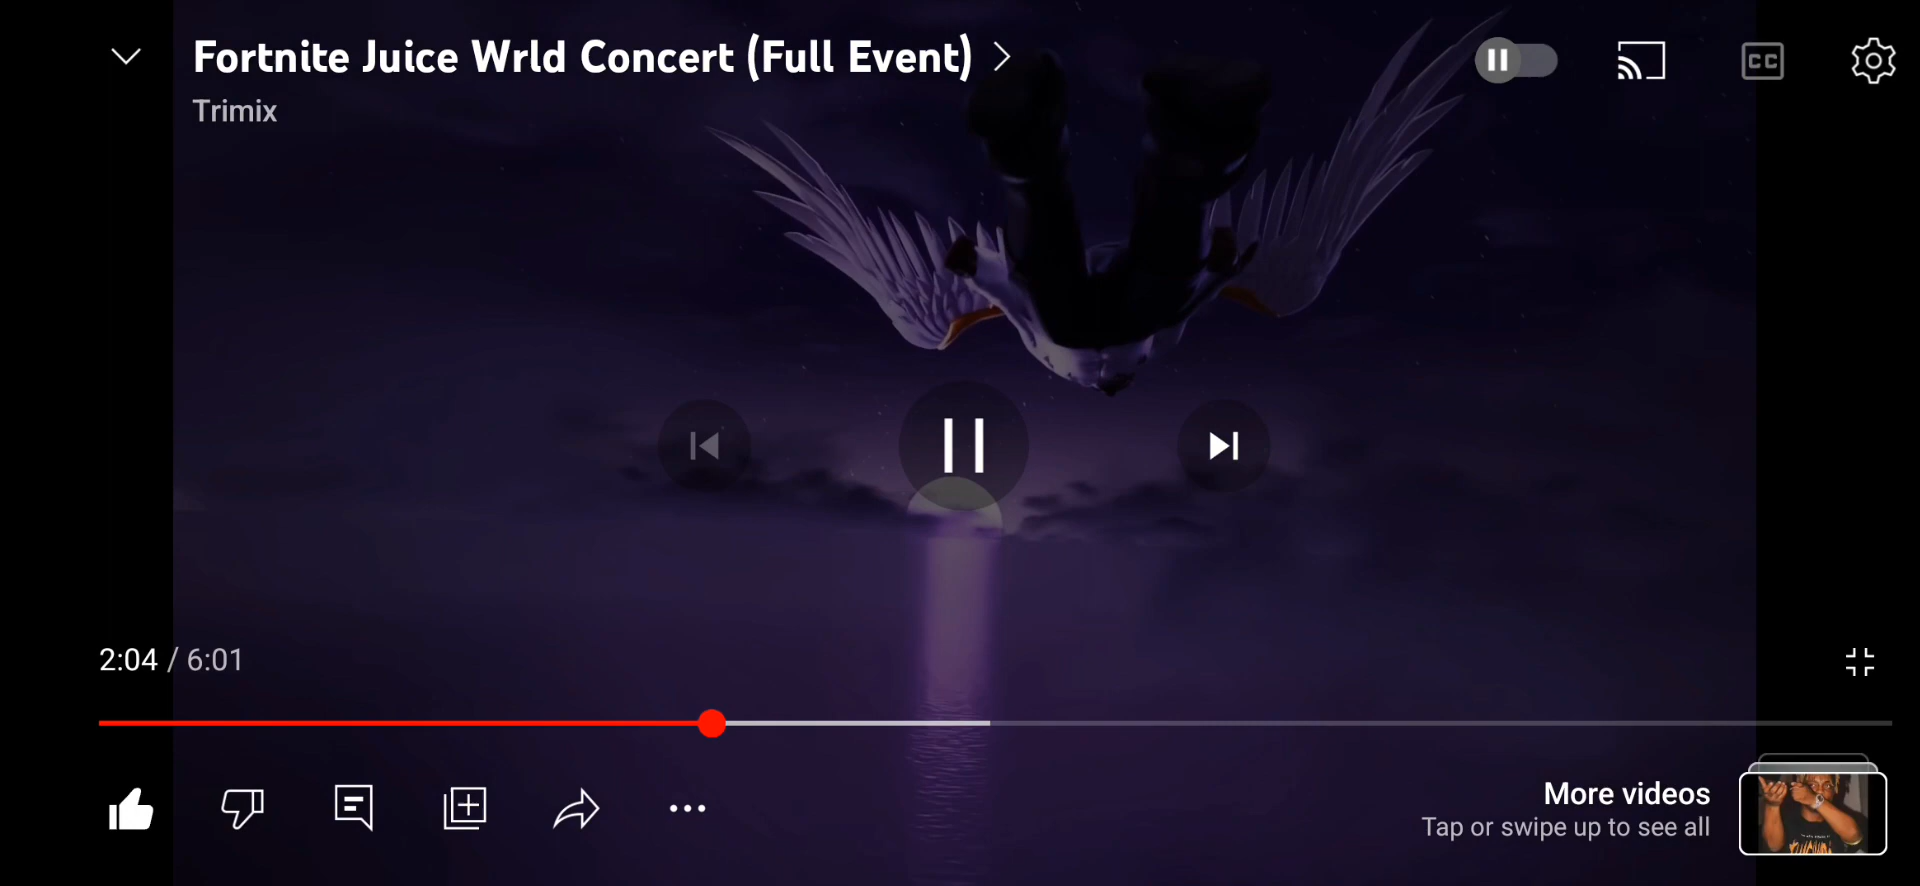 Fortnite Juice Wrld Concert (Full Event)
Trimix
CC
2:04 / 6:01
More videos
Tap or swipe up to see all